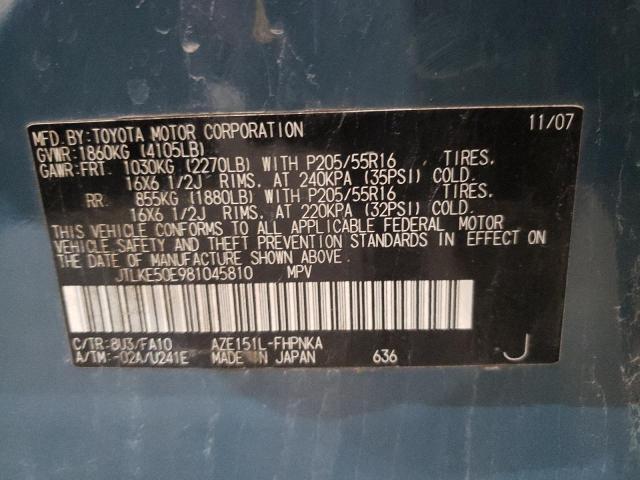 MFD.BY:TOYOTA MOTOR CORPORATION 11/07
GVWR:1860KG (4105LB)
GAWR:FRT 1030KG (2270LB) WITH P205/55R16 TIRES,
16X6 1/2J RIMS, AT 240KPA (35PSI) COLD.
RR 855KG (1880LB) WITH P205/55R16 TIRES,
16X6 1/2J RIMS, AT 220KPA (32PSI) COLD.
THIS VEHICLE CONFORMS TO ALL APPLICABLE FEDERAL MOTOR
VEHICLE SAFETY AND THEFT PREVENTION STANDARDS IN EFFECT ON
THE DATE OF MANUFACTURE SHOWN ABOVE.
JTLKE50E981045810 MPV
C/TR:8U3/FA10 AZE151L-FHPNKA
A/TM:-02A/U241E MADE IN JAPAN 636 J